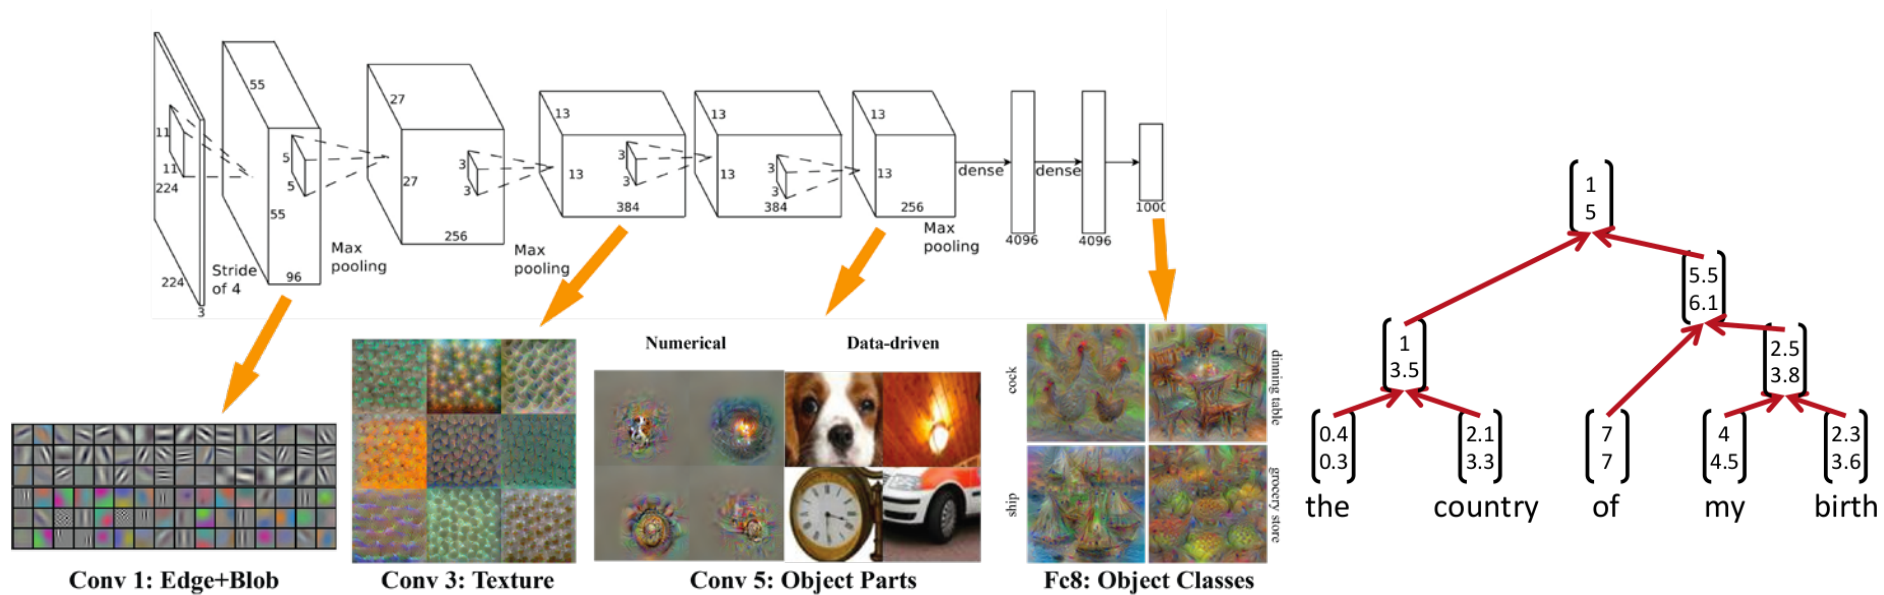 11
11
224
224
3
Stride
of 4
55
55
5
5
96
Max
pooling
27
27
256
3
3
Max
pooling
13
13
384
3
3
13
13
384
3
3
13
13
256
Max
pooling
dense
4096
dense
4096
1000
Conv 1: Edge+Blob
Conv 3: Texture
Numerical
Data-driven
Conv 5: Object Parts
cock
ship
dinning table
grocery store
Fc8: Object Classes
1
5
5.5
6.1
1
3.5
2.5
3.8
0.4
0.3
2.1
3.3
7
7
4
4.5
2.3
3.6
the country of my birth